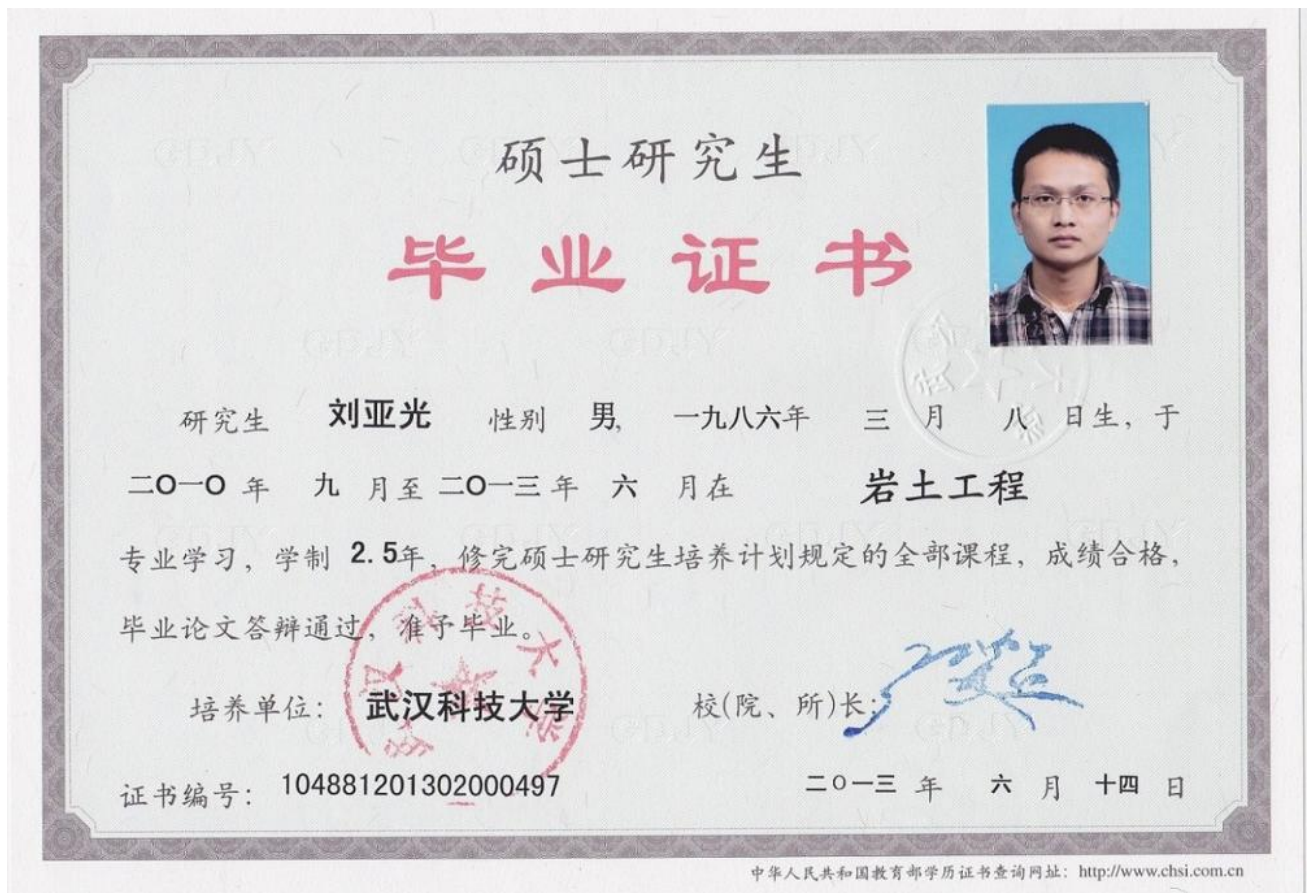 硕士研究生
毕业证书
研究生 刘亚光 性别 男, 一九八六年 三 月 八 日生，于
二〇一〇 年 九 月至 二〇一三 年 六 月在 岩土工程
专业学习，学制 2.5年，修完硕士研究生培养计划规定的全部课程，成绩合格，
毕业论文答辩通过，准予毕业。
培养单位：武汉科技大学 校(院、所)长：
证书编号：104881201302000497 二〇一三 年 六 月 十四 日
中华人民共和国教育部学历证书查询网址：http://www.chsi.com.cn